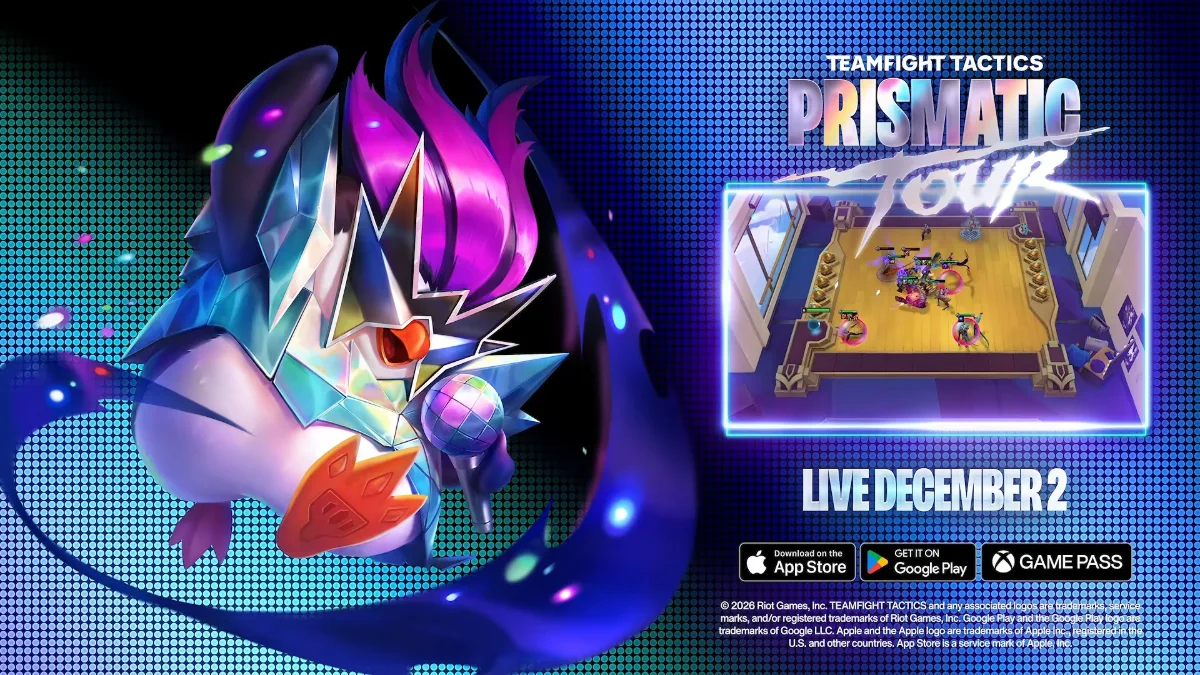 TEAMFIGHT TACTICS
PRISMATIC
TOUR
LIVE DECEMBER 2
Download on the
App Store
GET IT ON
Google Play
GAME PASS
© 2026 Riot Games, Inc. TEAMFIGHT TACTICS and any associated logos are trademarks, service
marks, and/or registered trademarks of Riot Games, Inc. Google Play and the Google Play logo are
trademarks of Google LLC. Apple and the Apple logo are trademarks of Apple Inc., registered in the
U.S. and other countries. App Store is a service mark of Apple, Inc.